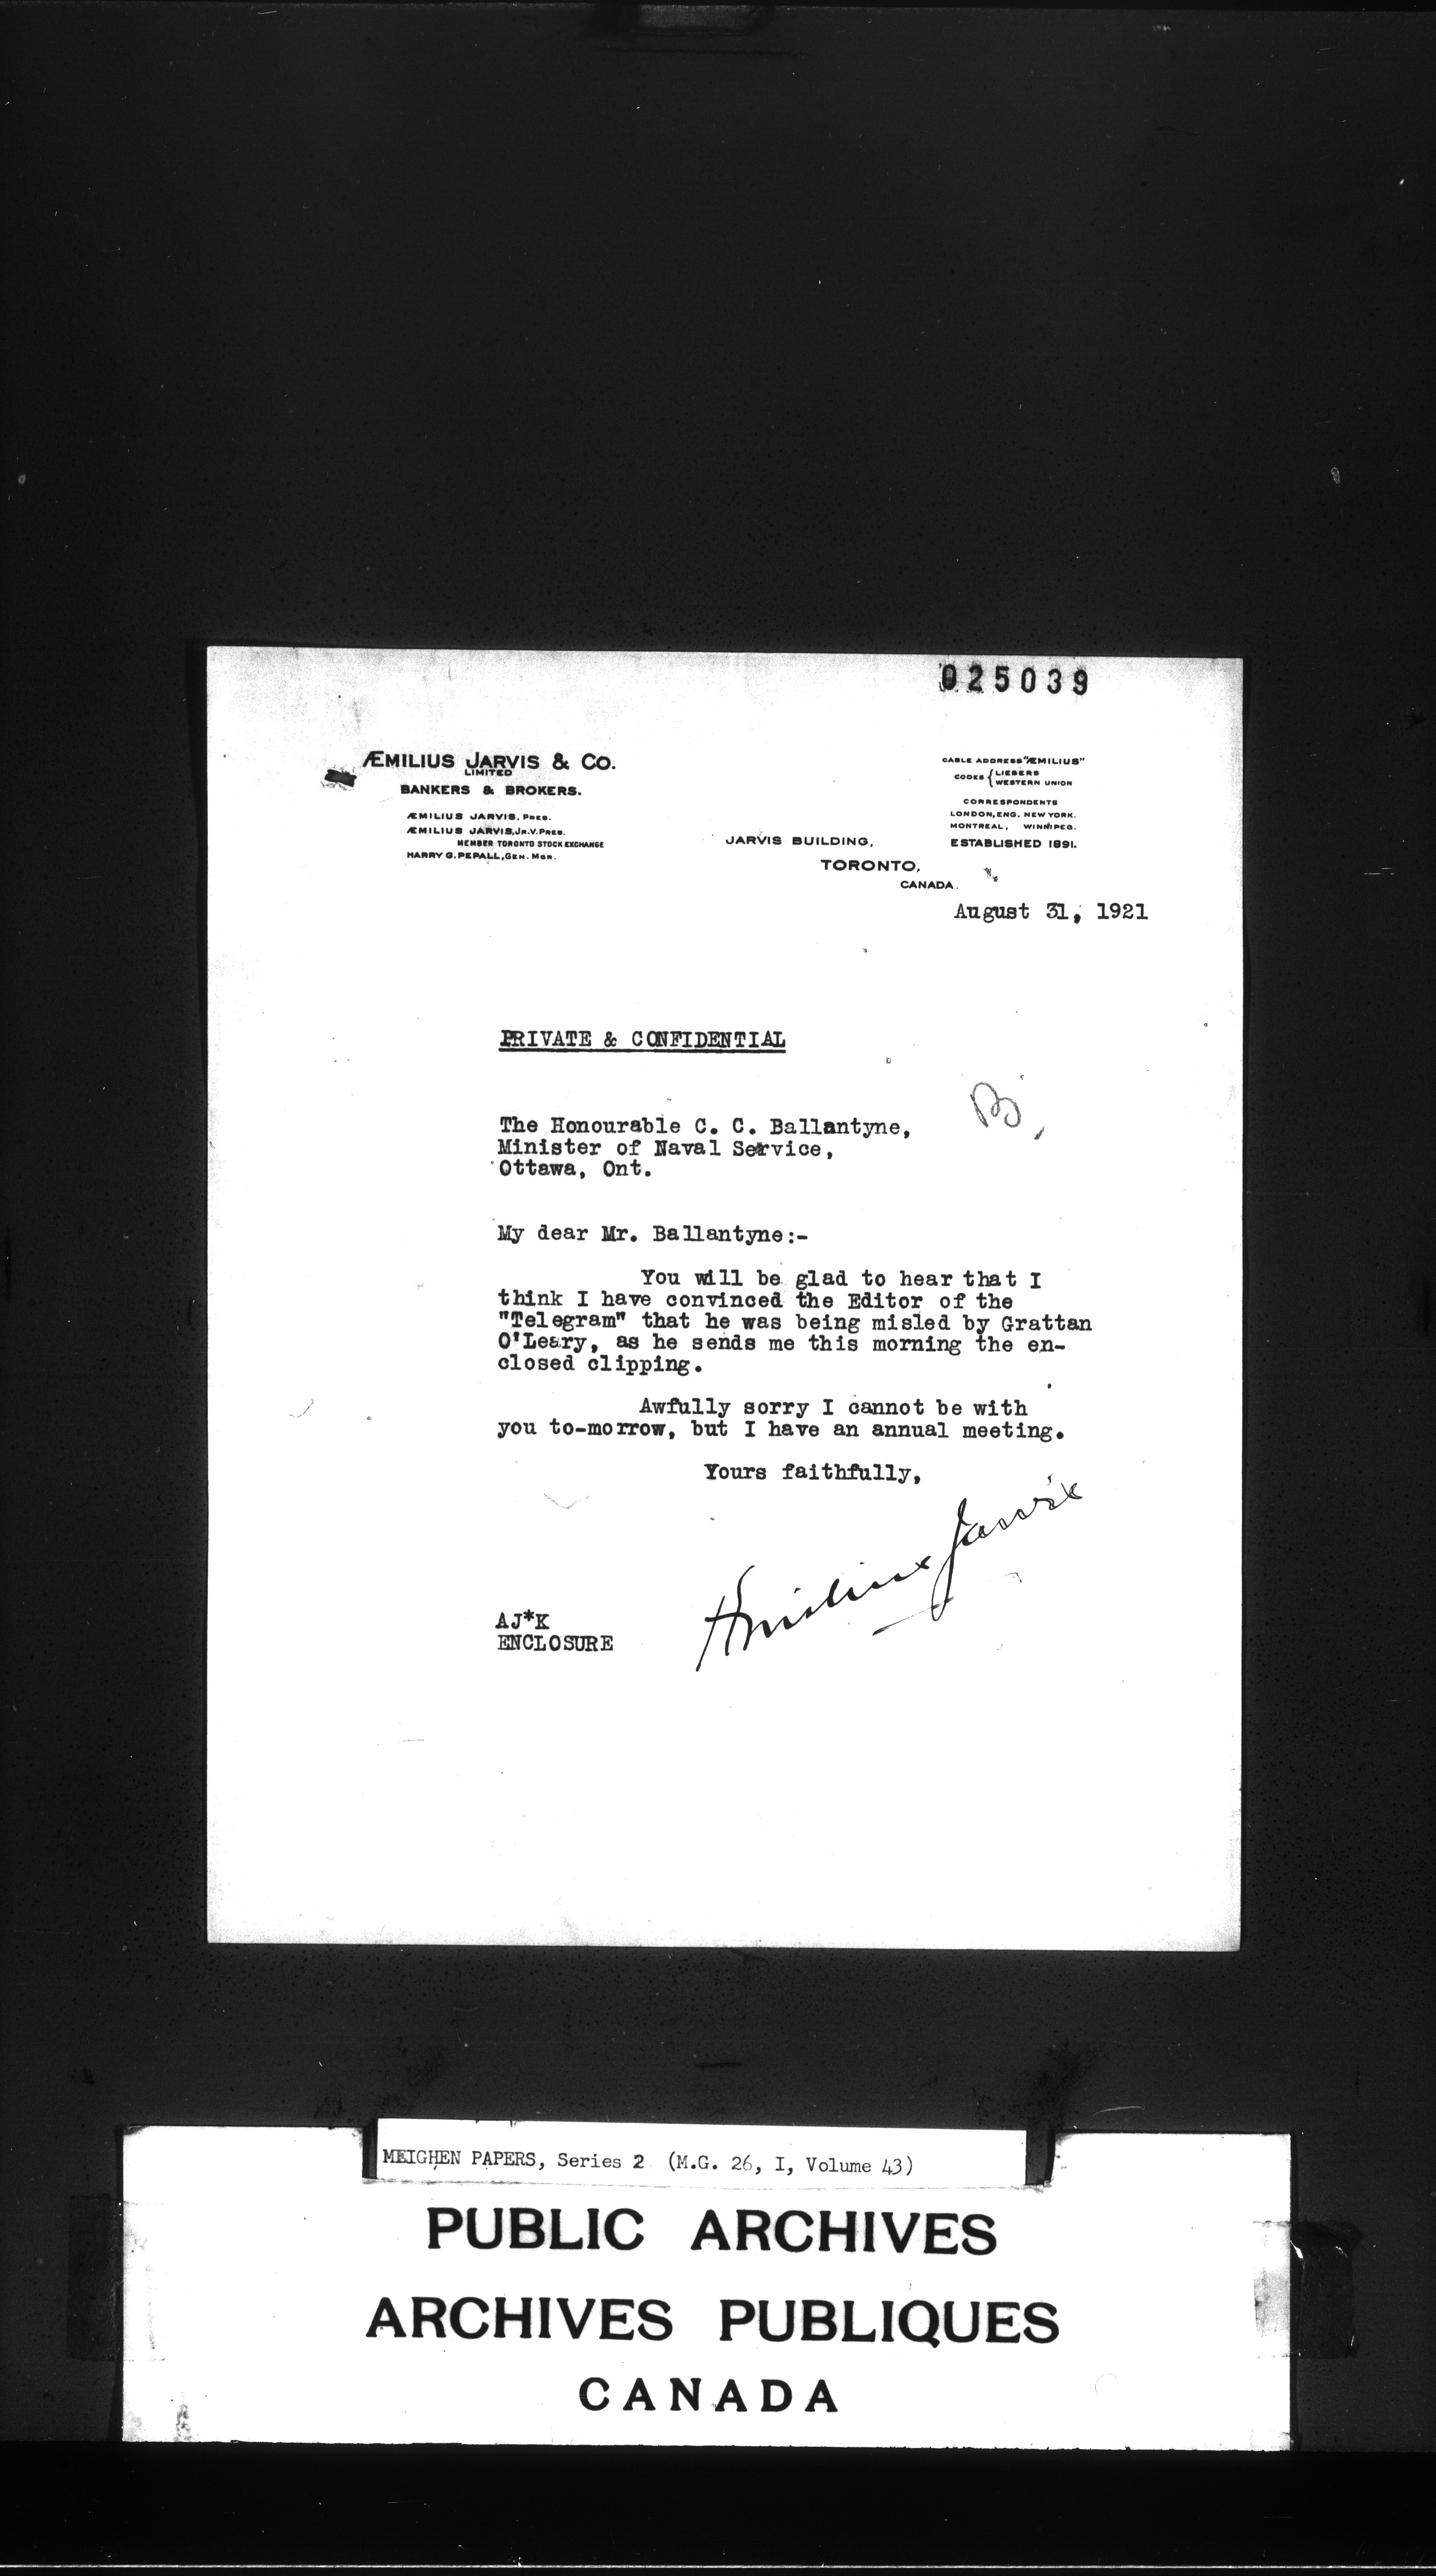 025039
ÆMILIUS JARVIS & CO.
LIMITED
BANKERS & BROKERS.
ÆMILIUS JARVIS, PRES.
ÆMILIUS JARVIS, JR. V. PRES.
MEMBER TORONTO STOCK EXCHANGE
HARRY G. PEPALL, GEN. MGR.
CABLE ADDRESS "ÆMILIUS"
CODES { LIEBERS
WESTERN UNION
CORRESPONDENTS
LONDON, ENG. NEW YORK.
MONTREAL, WINNIPEG.
ESTABLISHED 1891.
JARVIS BUILDING,
TORONTO,
CANADA.
August 31, 1921
PRIVATE & CONFIDENTIAL
B
The Honourable C. C. Ballantyne,
Minister of Naval Service,
Ottawa, Ont.
My dear Mr. Ballantyne:-
You will be glad to hear that I
think I have convinced the Editor of the
"Telegram" that he was being misled by Grattan
O'Leary, as he sends me this morning the en-
closed clipping.
Awfully sorry I cannot be with
you to-morrow, but I have an annual meeting.
Yours faithfully,
Æmilius Jarvis
AJ*K
ENCLOSURE
MEIGHEN PAPERS, Series 2 (M.G. 26, I, Volume 43)
PUBLIC ARCHIVES
ARCHIVES PUBLIQUES
CANADA